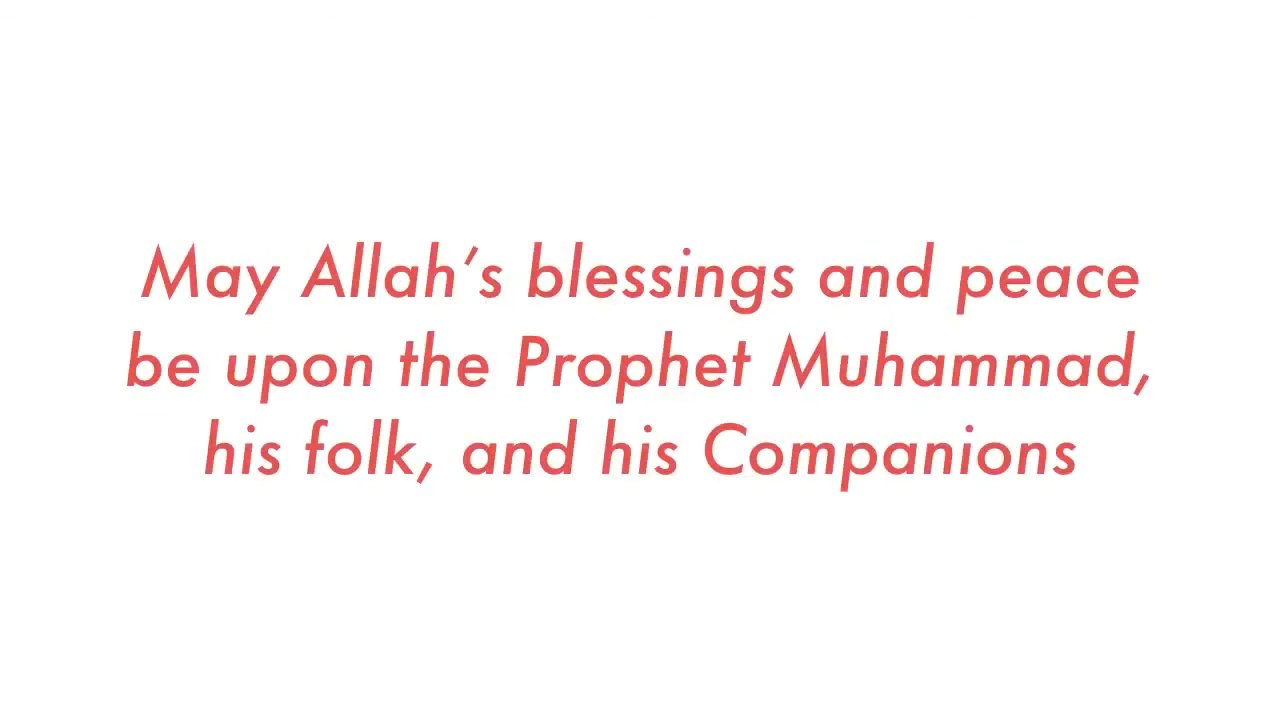 May Allah’s blessings and peace
be upon the Prophet Muhammad,
his folk, and his Companions